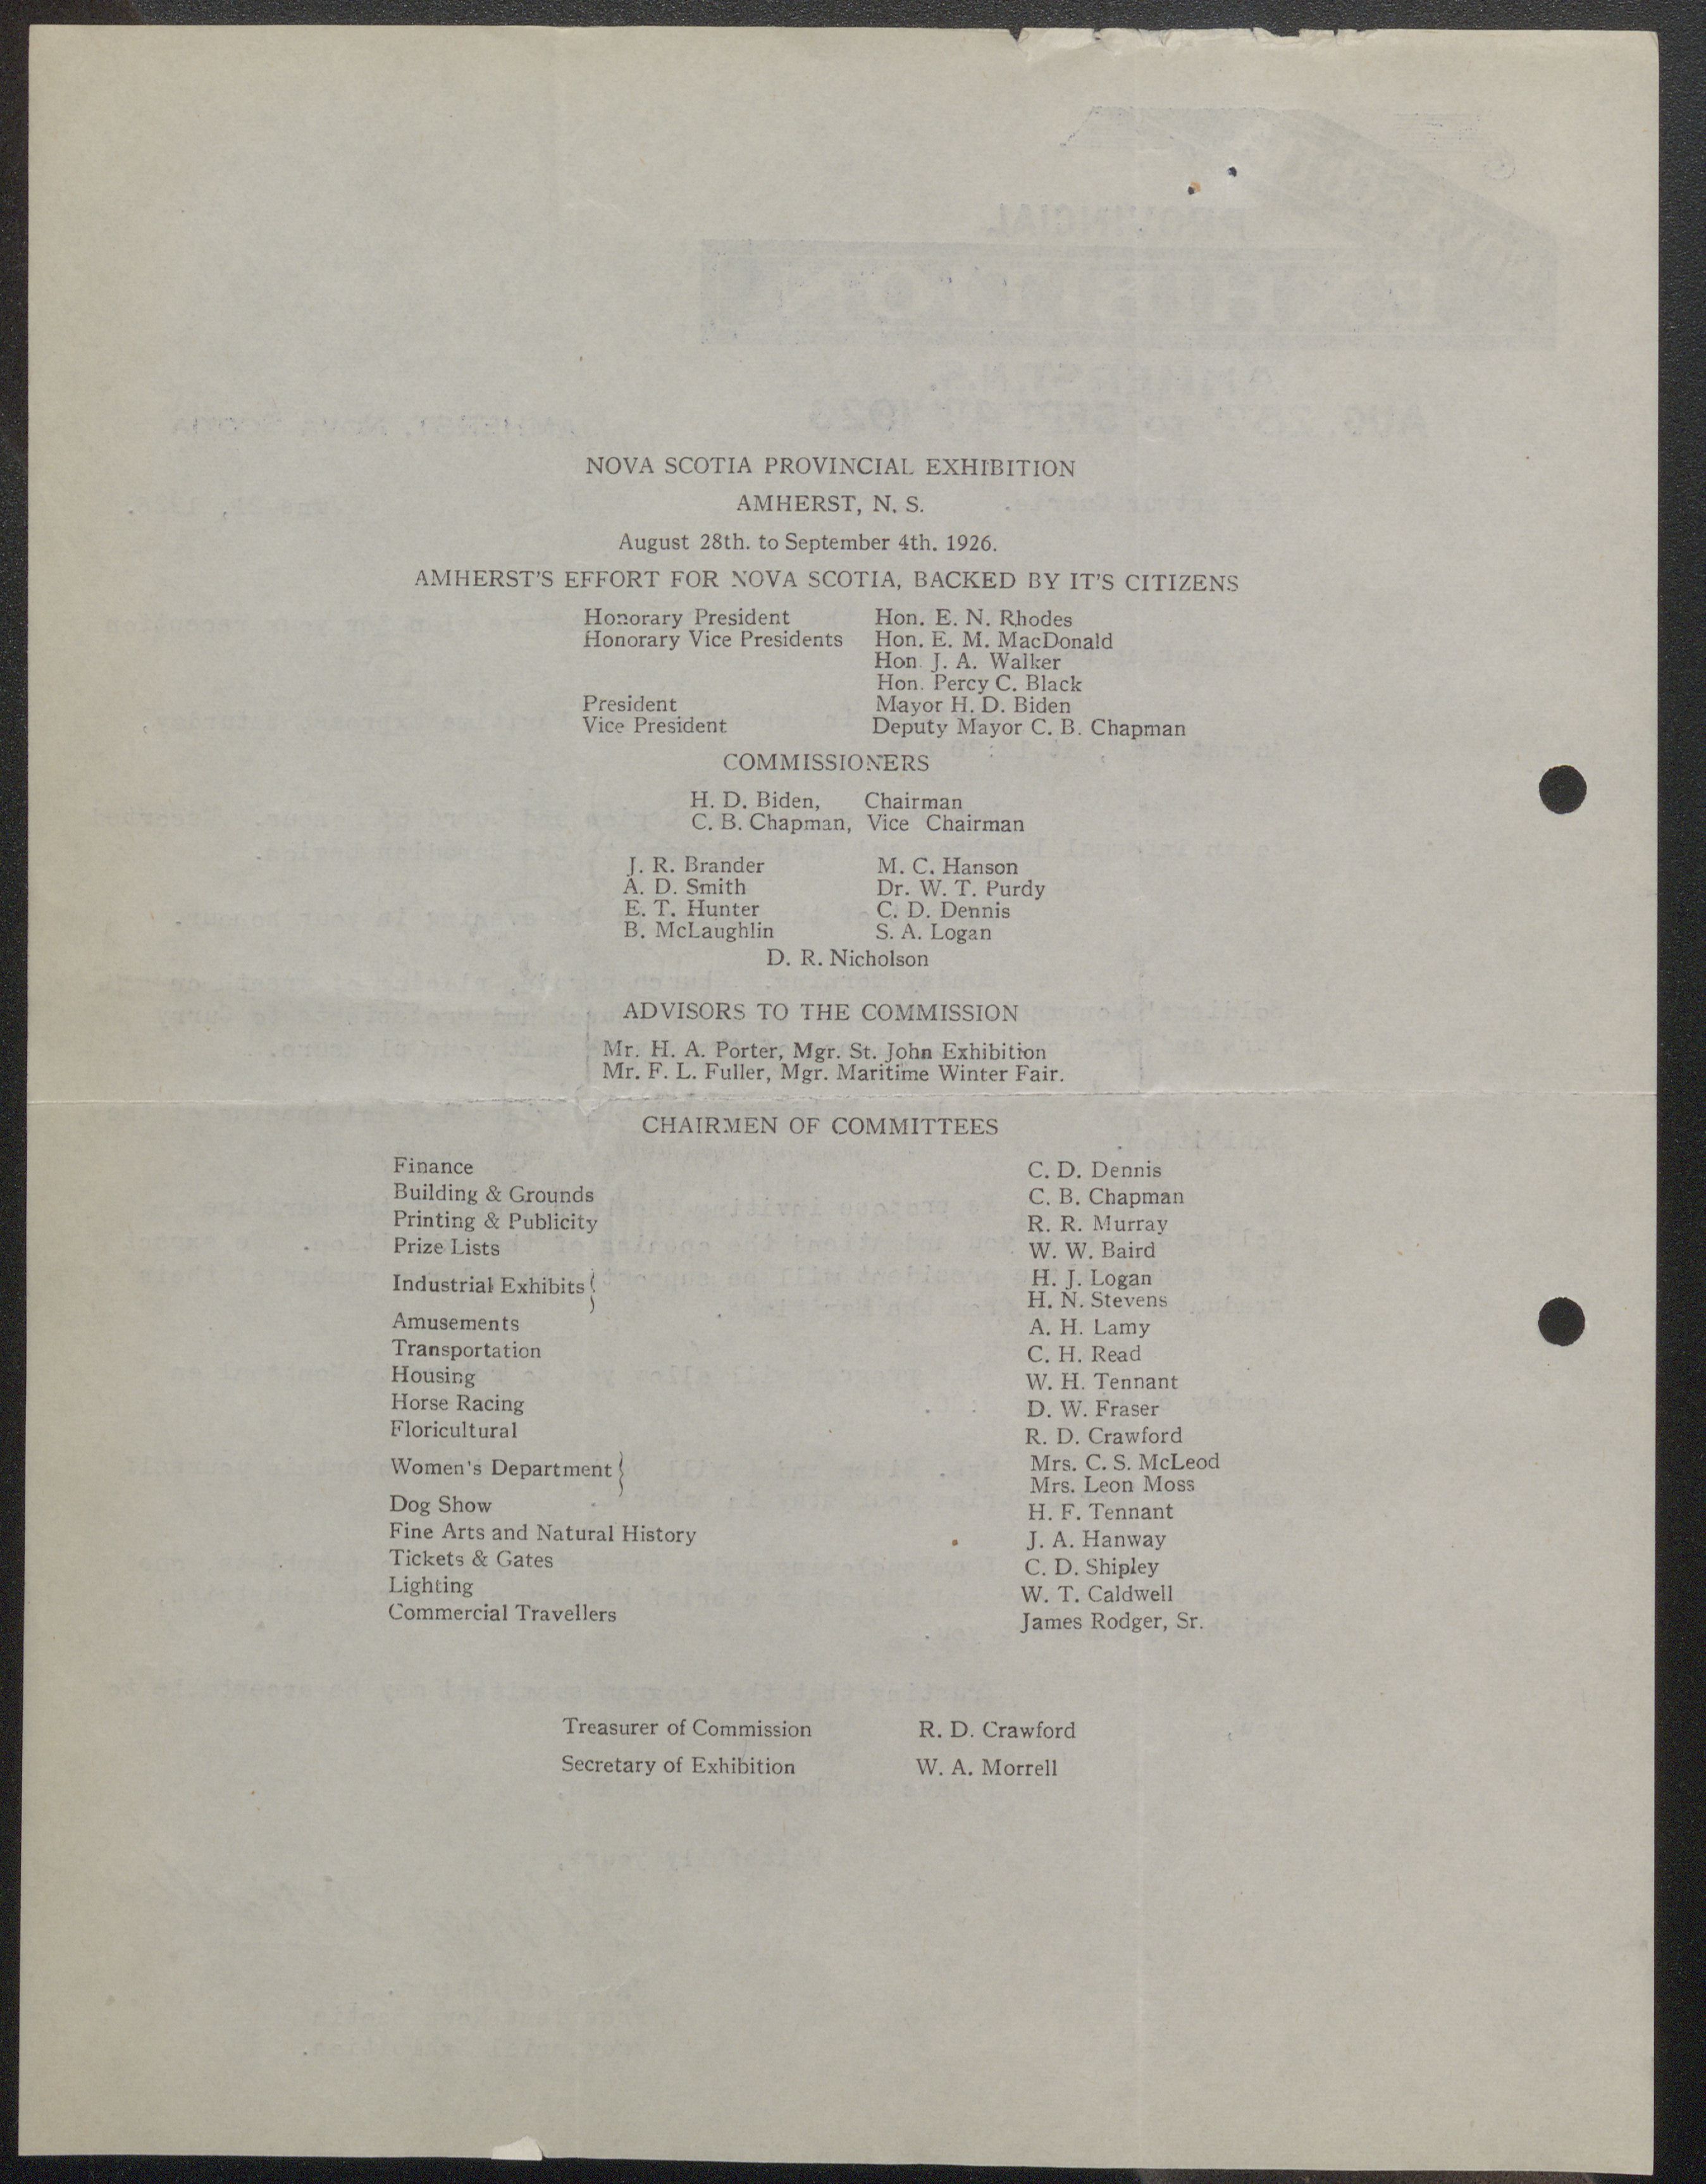 NOVA SCOTIA PROVINCIAL EXHIBITION
AMHERST, N. S.
August 28th. to September 4th. 1926.
AMHERST'S EFFORT FOR NOVA SCOTIA, BACKED BY IT'S CITIZENS
Honorary President Hon. E. N. Rhodes
Honorary Vice Presidents Hon. E. M. MacDonald
Hon. J. A. Walker
Hon. Percy C. Black
President Mayor H. D. Biden
Vice President Deputy Mayor C. B. Chapman
COMMISSIONERS
H. D. Biden, Chairman
C. B. Chapman, Vice Chairman
J. R. Brander M. C. Hanson
A. D. Smith Dr. W. T. Purdy
E. T. Hunter C. D. Dennis
B. McLaughlin S. A. Logan
D. R. Nicholson
ADVISORS TO THE COMMISSION
Mr. H. A. Porter, Mgr. St. John Exhibition
Mr. F. L. Fuller, Mgr. Maritime Winter Fair.
CHAIRMEN OF COMMITTEES
Finance C. D. Dennis
Building & Grounds C. B. Chapman
Printing & Publicity R. R. Murray
Prize Lists W. W. Baird
Industrial Exhibits H. J. Logan
H. N. Stevens
Amusements A. H. Lamy
Transportation C. H. Read
Housing W. H. Tennant
Horse Racing D. W. Fraser
Floricultural R. D. Crawford
Women's Department Mrs. C. S. McLeod
Mrs. Leon Moss
Dog Show H. F. Tennant
Fine Arts and Natural History J. A. Hanway
Tickets & Gates C. D. Shipley
Lighting W. T. Caldwell
Commercial Travellers James Rodger, Sr.
Treasurer of Commission R. D. Crawford
Secretary of Exhibition W. A. Morrell